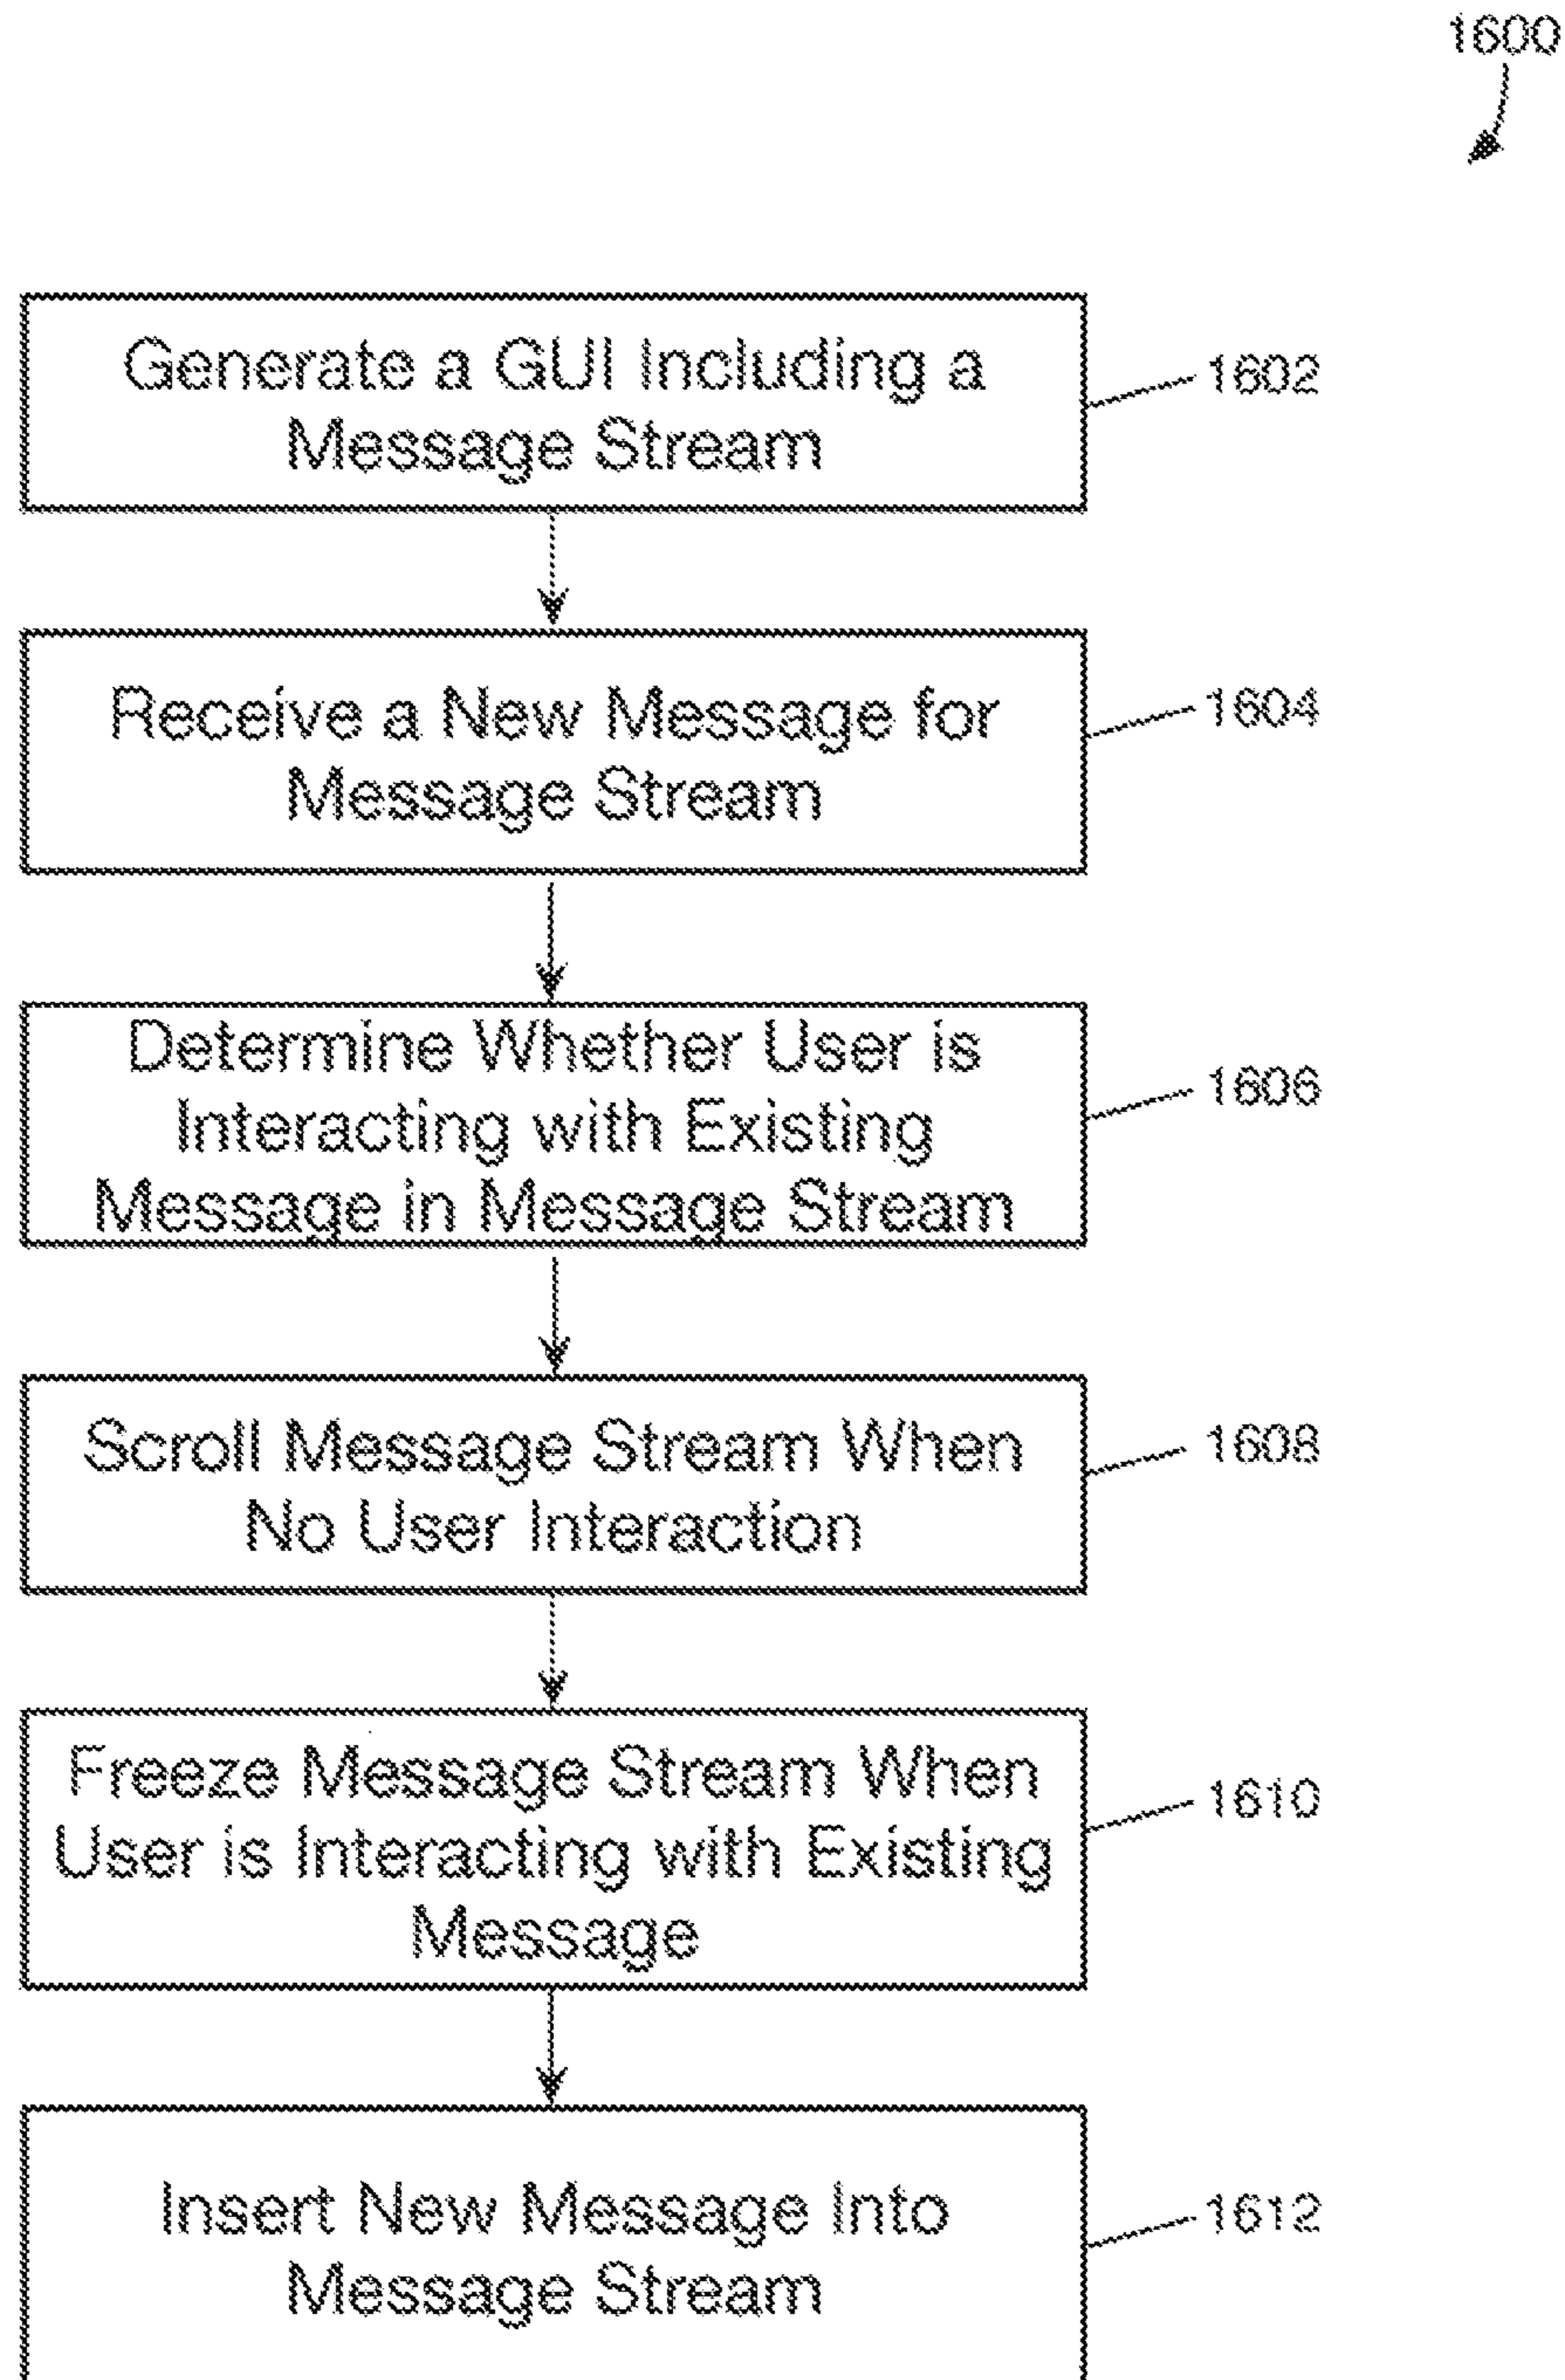 1600
Generate a GUI Including a
Message Stream
1602
Receive a New Message for
Message Stream
1604
Determine Whether User is
Interacting with Existing
Message in Message Stream
1606
Scroll Message Stream When
No User Interaction
1608
Freeze Message Stream When
User is Interacting with Existing
Message
1610
Insert New Message Into
Message Stream
1612